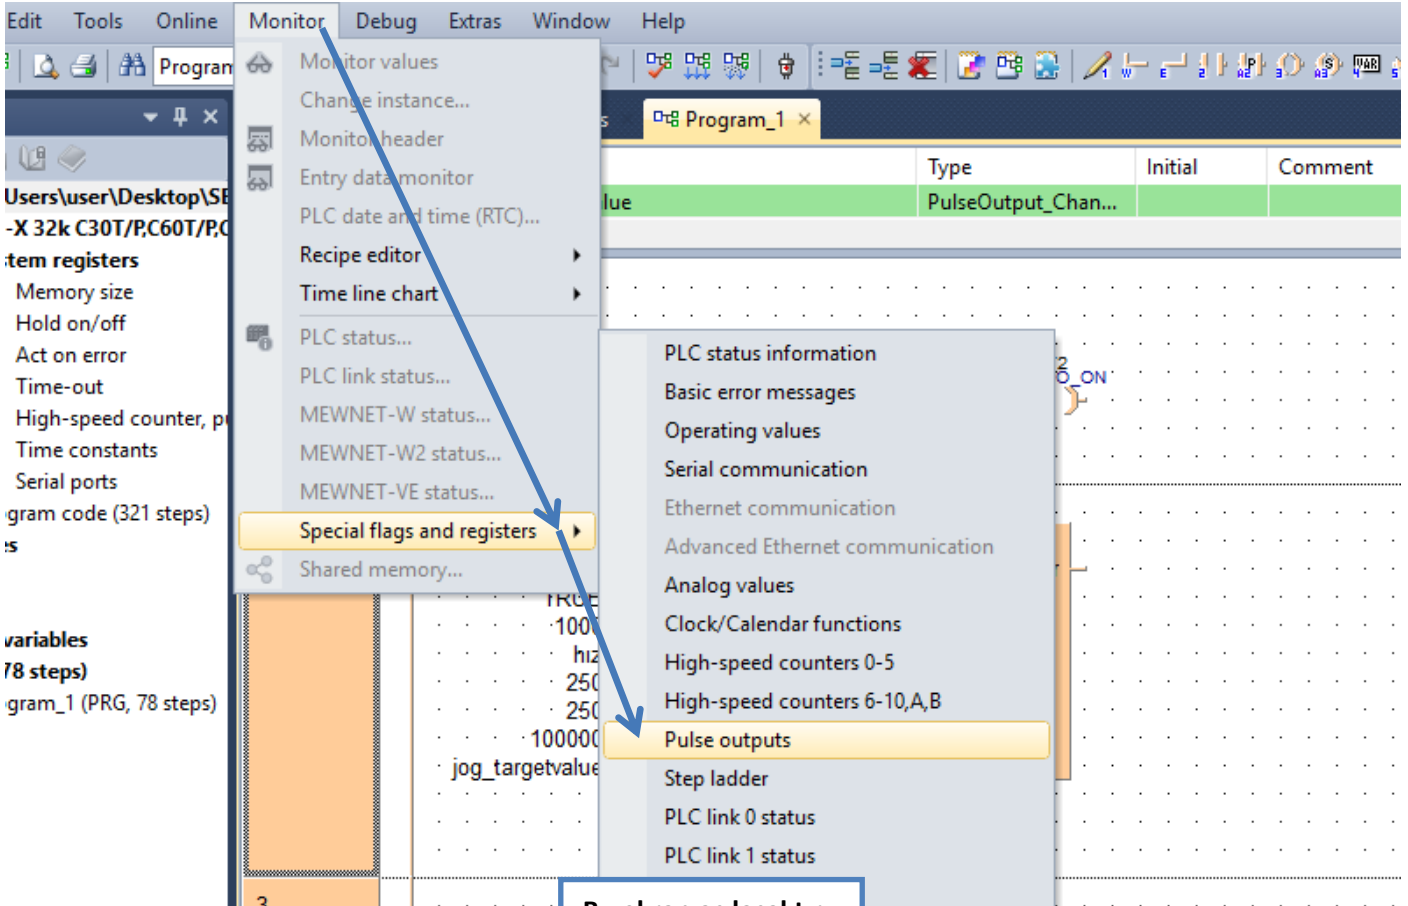 Edit Tools Online Monitor Debug Extras Window Help
Program
Monitor values
Change instance...
Monitor header
Entry data monitor
PLC date and time (RTC)...
Recipe editor
Time line chart
PLC status...
PLC link status...
MEWNET-W status...
MEWNET-W2 status...
MEWNET-VE status...
Special flags and registers
Shared memory...
PLC status information
Basic error messages
Operating values
Serial communication
Ethernet communication
Advanced Ethernet communication
Analog values
Clock/Calendar functions
High-speed counters 0-5
High-speed counters 6-10,A,B
Pulse outputs
Step ladder
PLC link 0 status
PLC link 1 status
Program_1
Type Initial Comment
lue PulseOutput_Chan...
Users\user\Desktop\SE
-X 32k C30T/P,C60T/P,C
tem registers
Memory size
Hold on/off
Act on error
Time-out
High-speed counter, pu
Time constants
Serial ports
gram code (321 steps)
es
variables
78 steps)
gram_1 (PRG, 78 steps)
_ON
TRUE
1000
hız
250
250
100000
jog_targetvalue
3